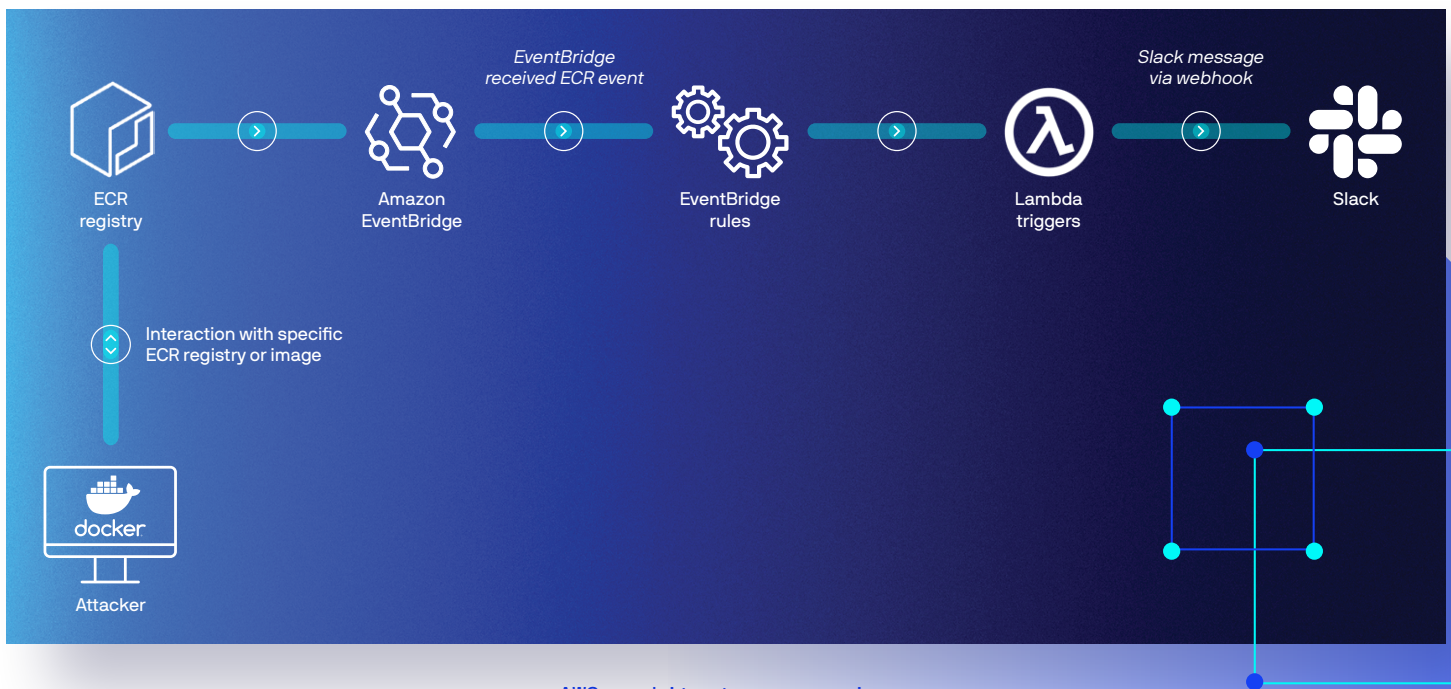 EventBridge
received ECR event
Slack message
via webhook
ECR
registry
Amazon
EventBridge
EventBridge
rules
Lambda
triggers
Slack
Interaction with specific
ECR registry or image
docker
Attacker